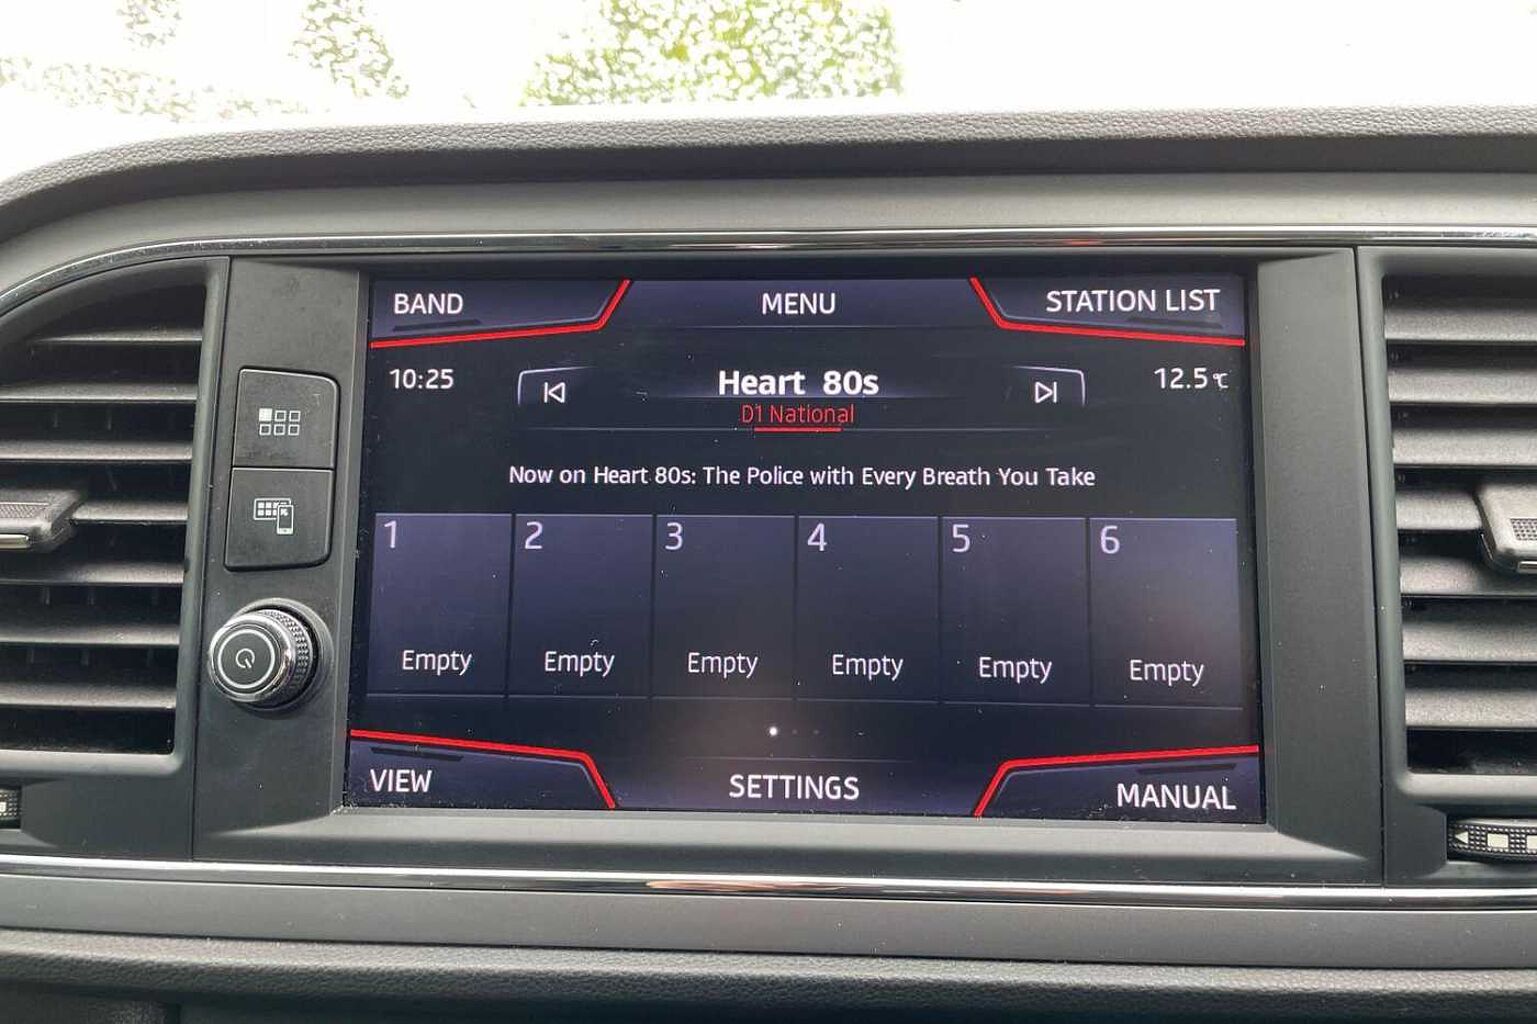 BAND MENU STATION LIST
10:25 Heart 80s 12.5℃
D1 National
Now on Heart 80s: The Police with Every Breath You Take
1 2 3 4 5 6
Empty Empty Empty Empty Empty Empty
VIEW SETTINGS MANUAL